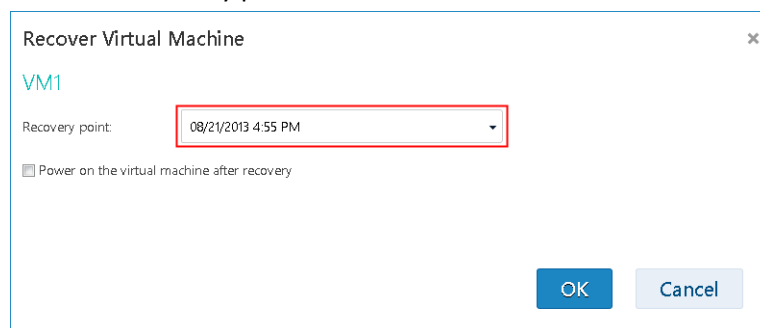 Recover Virtual Machine
×
VM1
Recovery point: 08/21/2013 4:55 PM
Power on the virtual machine after recovery
OK Cancel